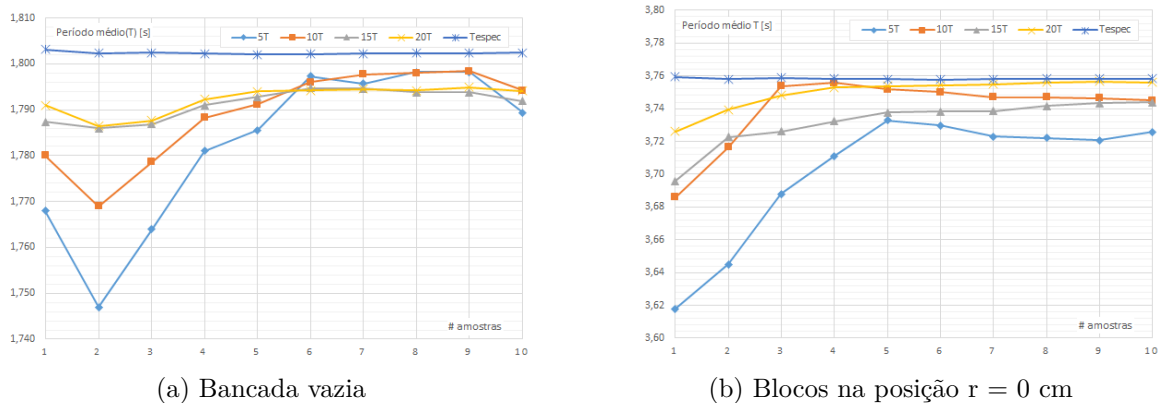 1,810
Período médio(T) [s]
5T 10T 15T 20T Tespec
1,800
1,790
1,780
1,770
1,760
1,750
1,740
# amostras
1 2 3 4 5 6 7 8 9 10
(a) Bancada vazia
3,80
Período médio T [s]
5T 10T 15T 20T Tespec
3,78
3,76
3,74
3,72
3,70
3,68
3,66
3,64
3,62
3,60
# amostras
1 2 3 4 5 6 7 8 9 10
(b) Blocos na posição r = 0 cm